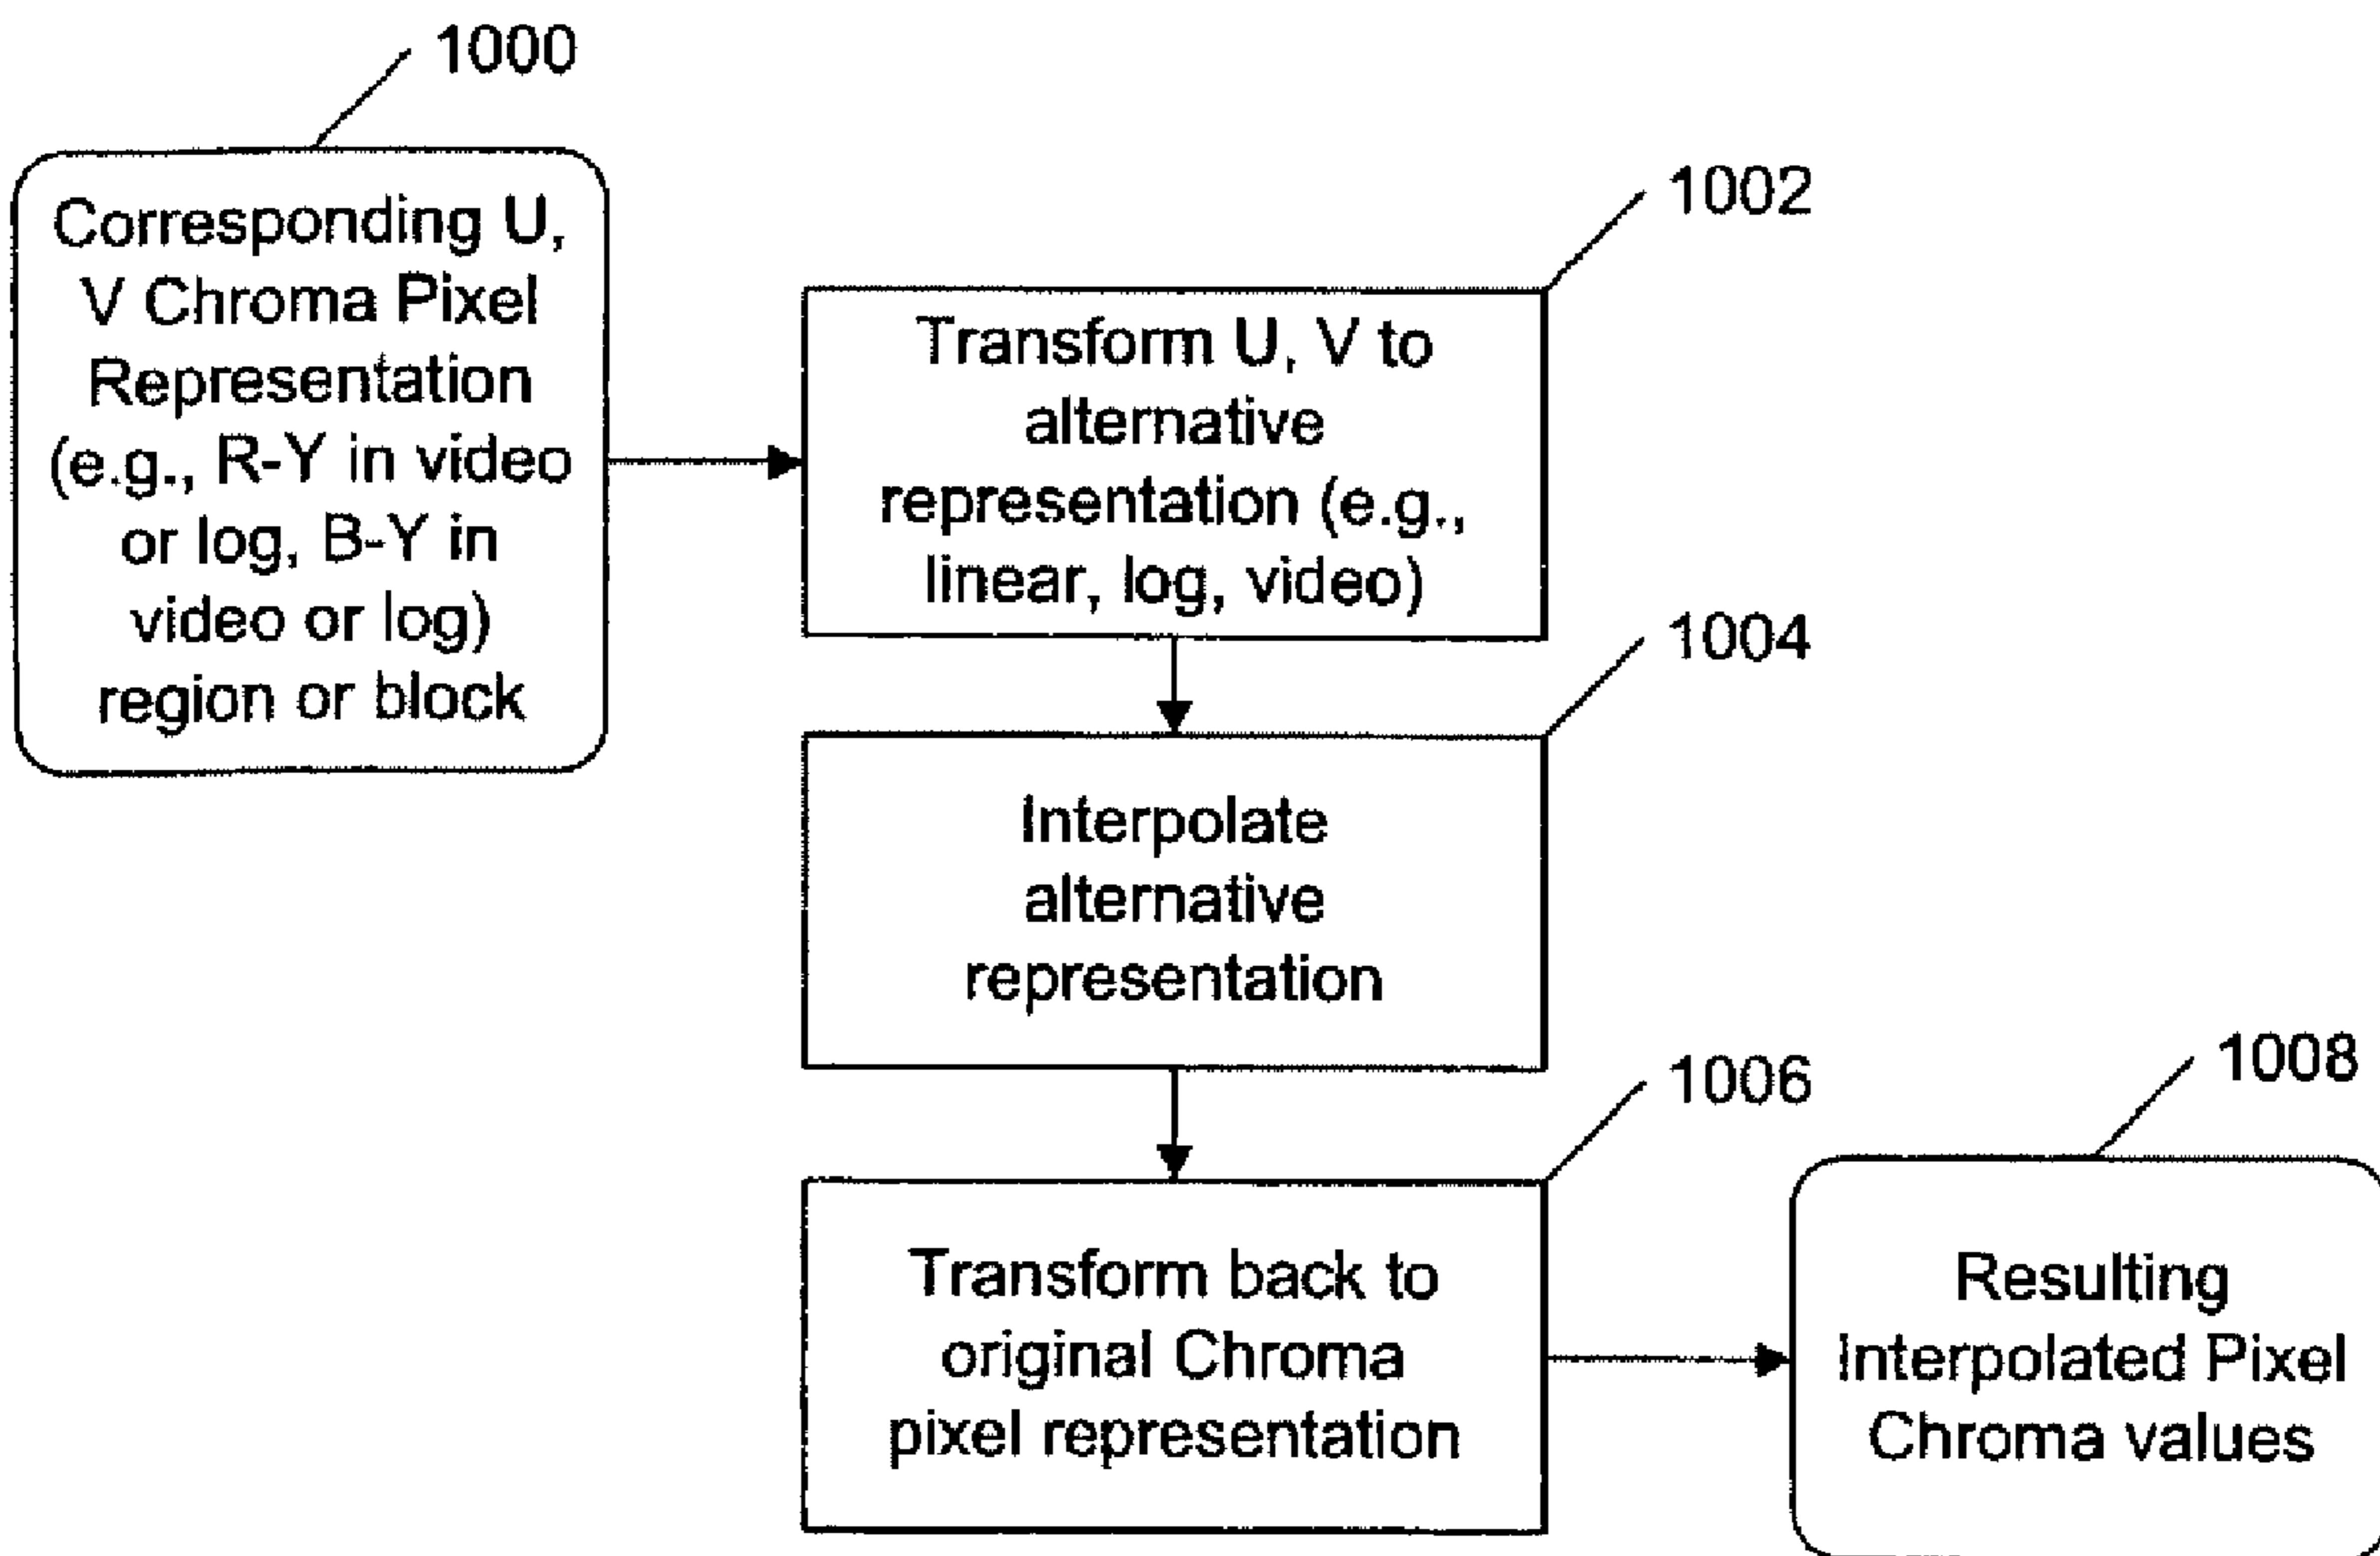 1000
Corresponding U,
V Chroma Pixel
Representation
(e.g., R-Y in video
or log, B-Y in
video or log)
region or block
1002
Transform U, V to
alternative
representation (e.g.,
linear, log, video)
1004
Interpolate
alternative
representation
1006
Transform back to
original Chroma
pixel representation
1008
Resulting
Interpolated Pixel
Chroma values